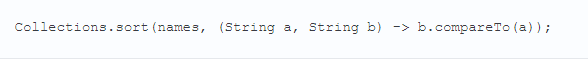 Collections.sort(names, (String a, String b) -> b.compareTo(a));